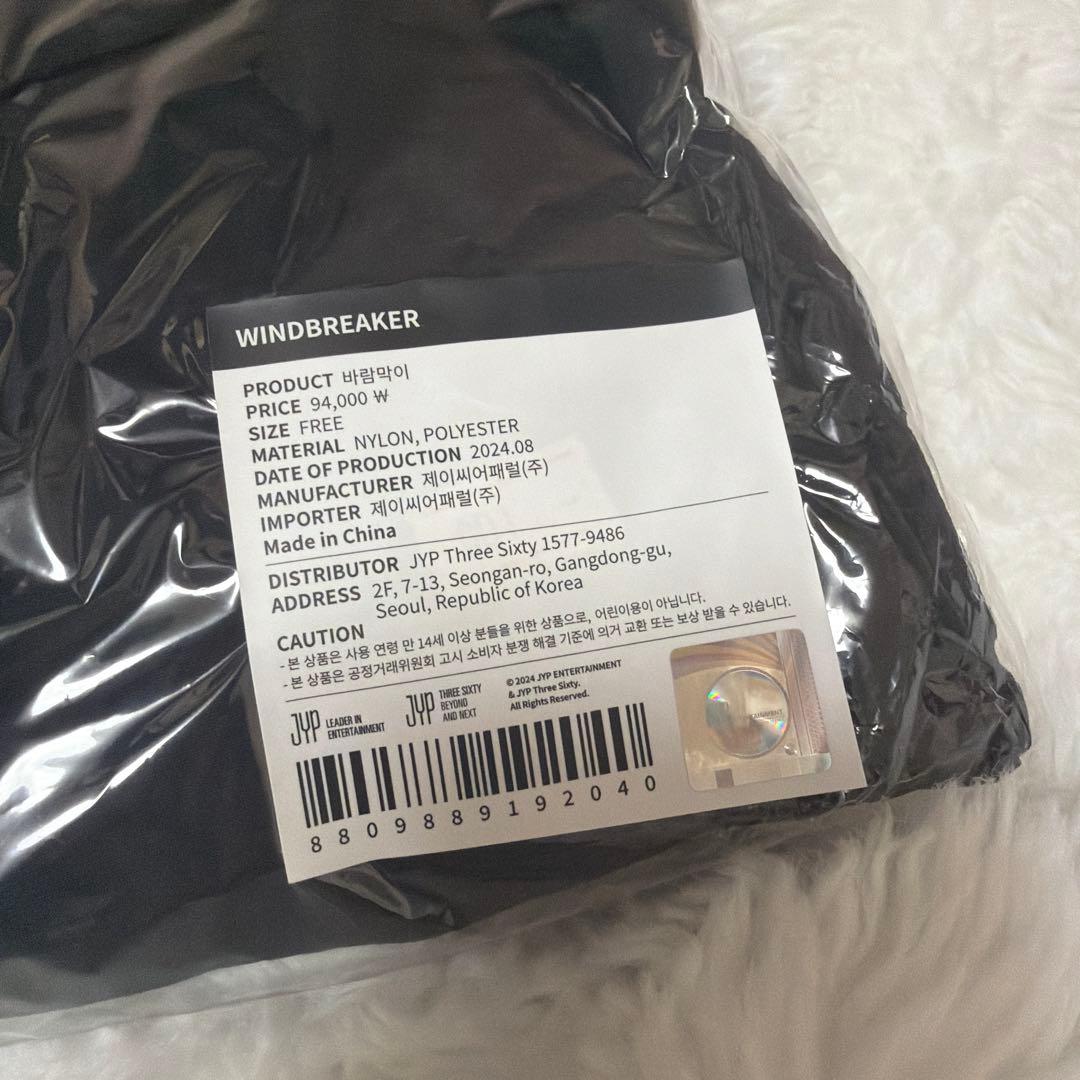 WINDBREAKER
PRODUCT 바람막이
PRICE 94,000 ₩
SIZE FREE
MATERIAL NYLON, POLYESTER
DATE OF PRODUCTION 2024.08
MANUFACTURER 제이씨어패럴(주)
IMPORTER 제이씨어패럴(주)
Made in China
DISTRIBUTOR JYP Three Sixty 1577-9486
ADDRESS 2F, 7-13, Seongan-ro, Gangdong-gu,
Seoul, Republic of Korea
CAUTION
- 본 상품은 사용 연령 만 14세 이상 분들을 위한 상품으로, 어린이용이 아닙니다.
- 본 상품은 공정거래위원회 고시 소비자 분쟁 해결 기준에 의거 교환 또는 보상 받을 수 있습니다.
JYP LEADER IN
ENTERTAINMENT
JYP THREE SIXTY
BEYOND
AND NEXT
© 2024 JYP ENTERTAINMENT
& JYP Three Sixty.
All Rights Reserved.
8809889192040